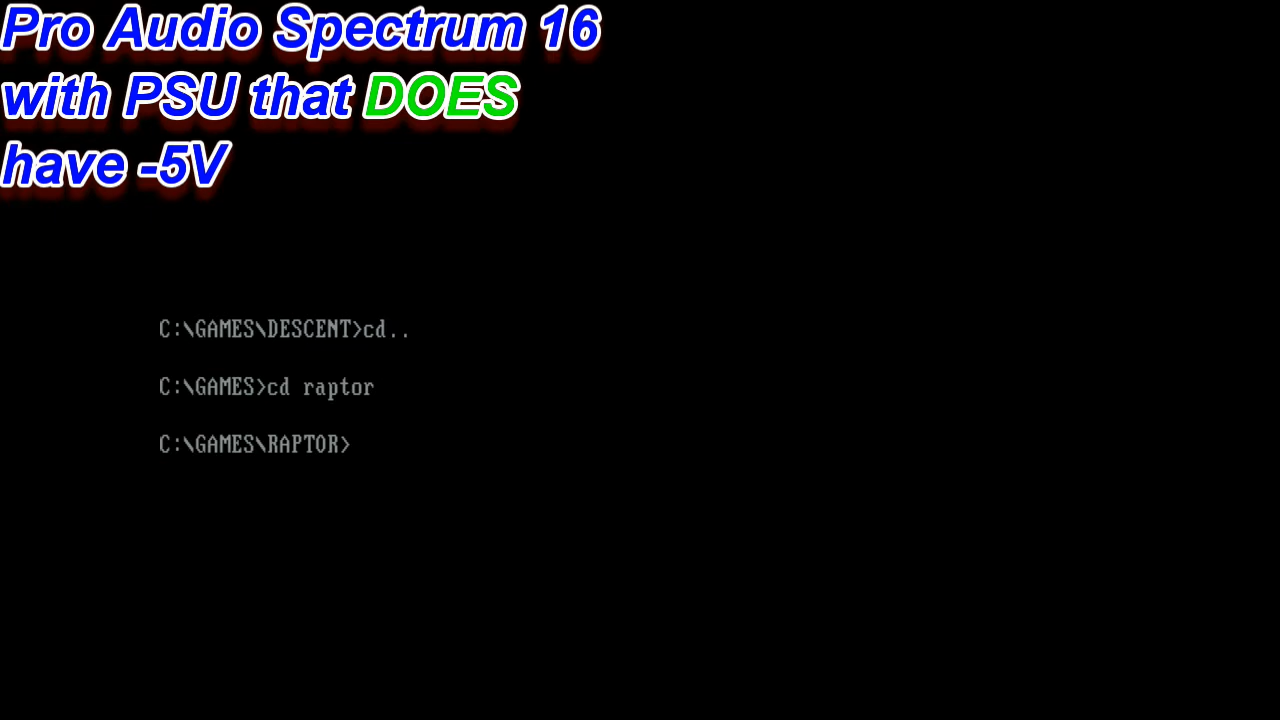 Pro Audio Spectrum 16
with PSU that DOES
have -5V
C:\GAMES\DESCENT>cd..
C:\GAMES>cd raptor
C:\GAMES\RAPTOR>